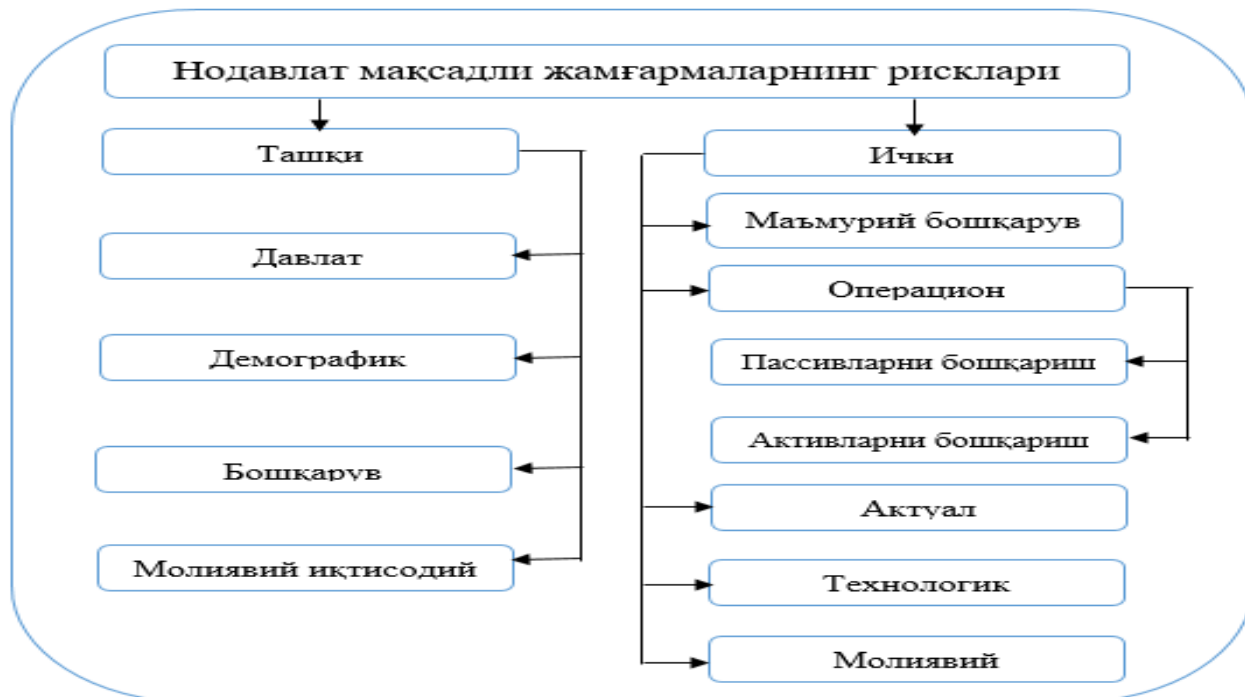 Нодавлат мақсадли жамғармаларнинг рисклари
Ташқи
Давлат
Демографик
Бошқарув
Молиявий иқтисодий
Ички
Маъмурий бошқарув
Операцион
Пассивларни бошқариш
Активларни бошқариш
Актуал
Технологик
Молиявий